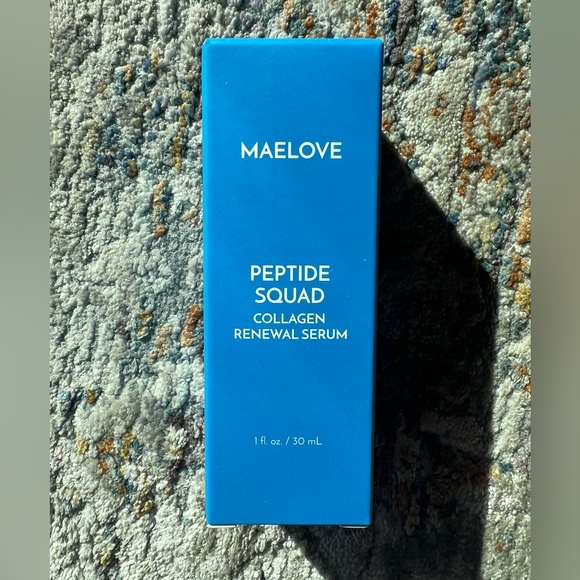 MAELOVE
PEPTIDE
SQUAD
COLLAGEN
RENEWAL SERUM
1 fl. oz. / 30 mL